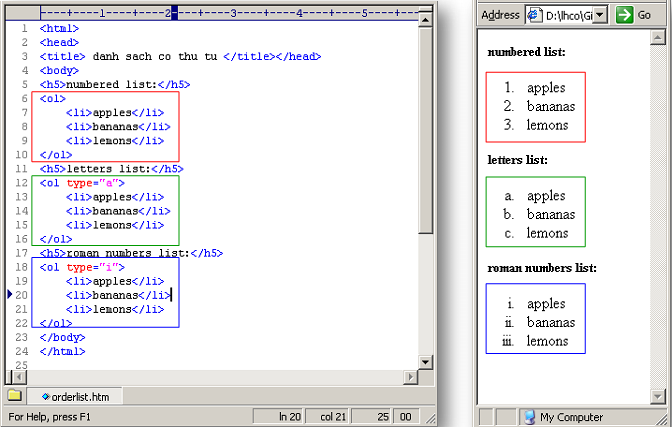 ----+----1----+----2----+----3----+----4----+----5----+-
1 <html>
2 <head>
3 <title> danh sach co thu tu </title></head>
4 <body>
5 <h5>numbered list:</h5>
6 <ol>
7 <li>apples</li>
8 <li>bananas</li>
9 <li>lemons</li>
10 </ol>
11 <h5>letters list:</h5>
12 <ol type="a">
13 <li>apples</li>
14 <li>bananas</li>
15 <li>lemons</li>
16 </ol>
17 <h5>roman numbers list:</h5>
18 <ol type="i">
19 <li>apples</li>
20 <li>bananas</li>
21 <li>lemons</li>
22 </ol>
23 </body>
24 </html>
25
orderlist.htm
For Help, press F1 ln 20 col 21 25 00
Address D:\lhco\Gi Go
numbered list:
1. apples
2. bananas
3. lemons
letters list:
a. apples
b. bananas
c. lemons
roman numbers list:
i. apples
ii. bananas
iii. lemons
My Computer